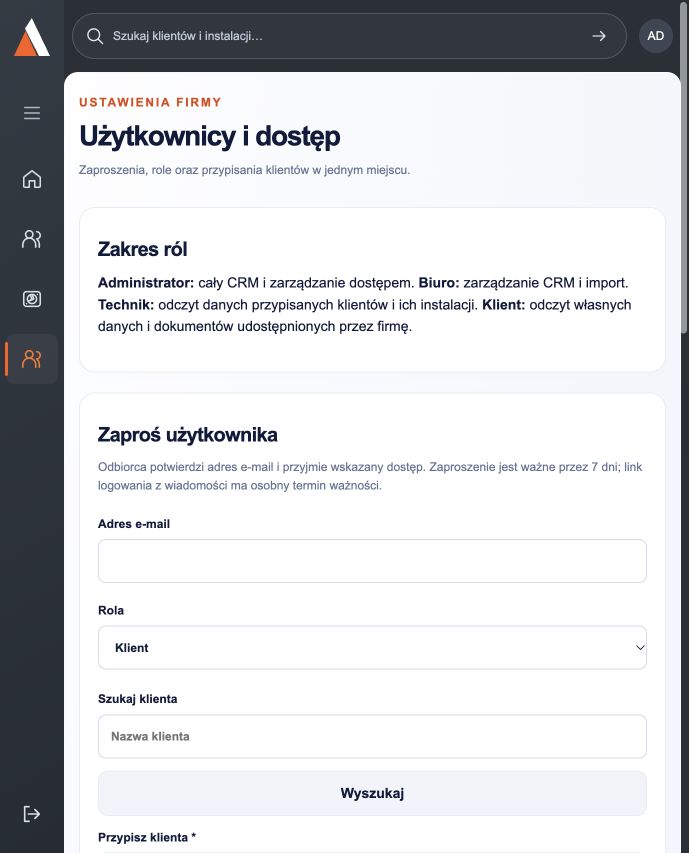 Szukaj klientów i instalacji...
AD
USTAWIENIA FIRMY
Użytkownicy i dostęp
Zaproszenia, role oraz przypisania klientów w jednym miejscu.
Zakres ról
Administrator: cały CRM i zarządzanie dostępem. Biuro: zarządzanie CRM i import.
Technik: odczyt danych przypisanych klientów i ich instalacji. Klient: odczyt własnych
danych i dokumentów udostępnionych przez firmę.
Zaproś użytkownika
Odbiorca potwierdzi adres e-mail i przyjmie wskazany dostęp. Zaproszenie jest ważne przez 7 dni; link
logowania z wiadomości ma osobny termin ważności.
Adres e-mail
Rola
Klient
Szukaj klienta
Nazwa klienta
Wyszukaj
Przypisz klienta *